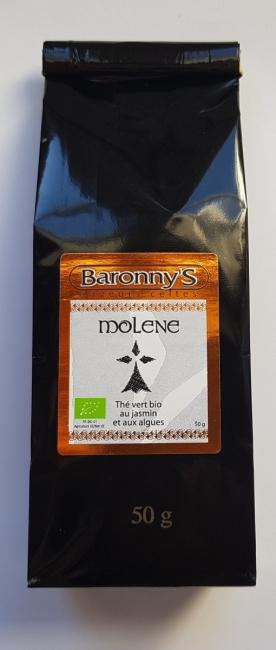 Baronny's
MOLENE
Thé vert bio
au jasmin
et aux algues
50 g
50 g